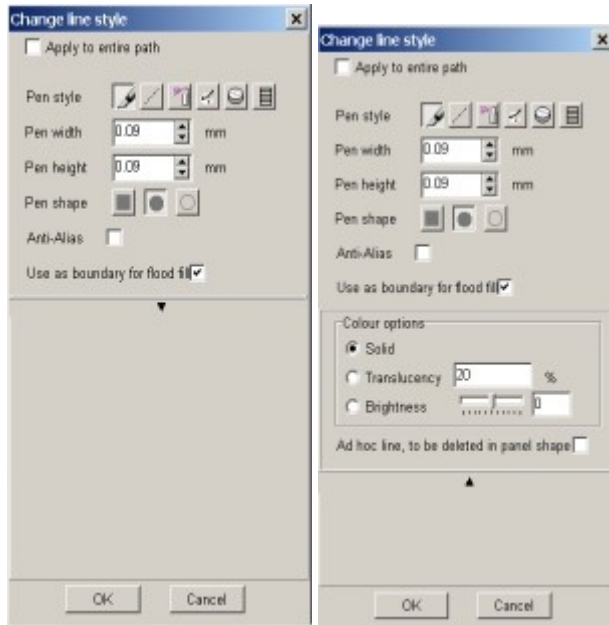 Change line style
Apply to entire path
Pen style
Pen width 0.09 mm
Pen height 0.09 mm
Pen shape
Anti-Alias
Use as boundary for flood fill
OK Cancel
Change line style
Apply to entire path
Pen style
Pen width 0.09 mm
Pen height 0.09 mm
Pen shape
Anti-Alias
Use as boundary for flood fill
Colour options
Solid
Translucency 20 %
Brightness 0
Ad hoc line, to be deleted in panel shape
OK Cancel